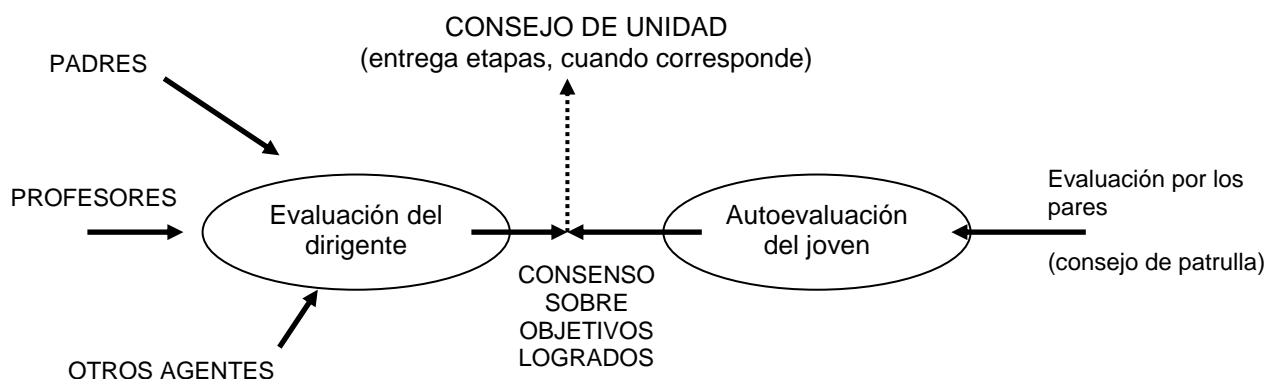 CONSEJO DE UNIDAD
(entrega etapas, cuando corresponde)
PADRES
PROFESORES
Evaluación del
dirigente
Autoevaluación
del joven
Evaluación por los
pares
(consejo de patrulla)
CONSENSO
SOBRE
OBJETIVOS
LOGRADOS
OTROS AGENTES